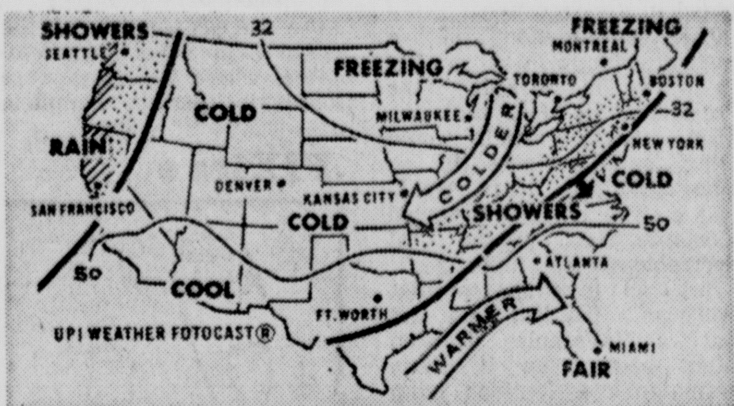 SHOWERS
32
FREEZING
SEATTLE
MONTREAL
FREEZING
TORONTO
BOSTON
COLD
MILWAUKEE
32
RAIN
COLDER
NEW YORK
DENVER
KANSAS CITY
COLD
SAN FRANCISCO
COLD
SHOWERS
50
50
ATLANTA
COOL
FT. WORTH
UPI WEATHER FOTOCAST ®
WARMER
MIAMI
FAIR